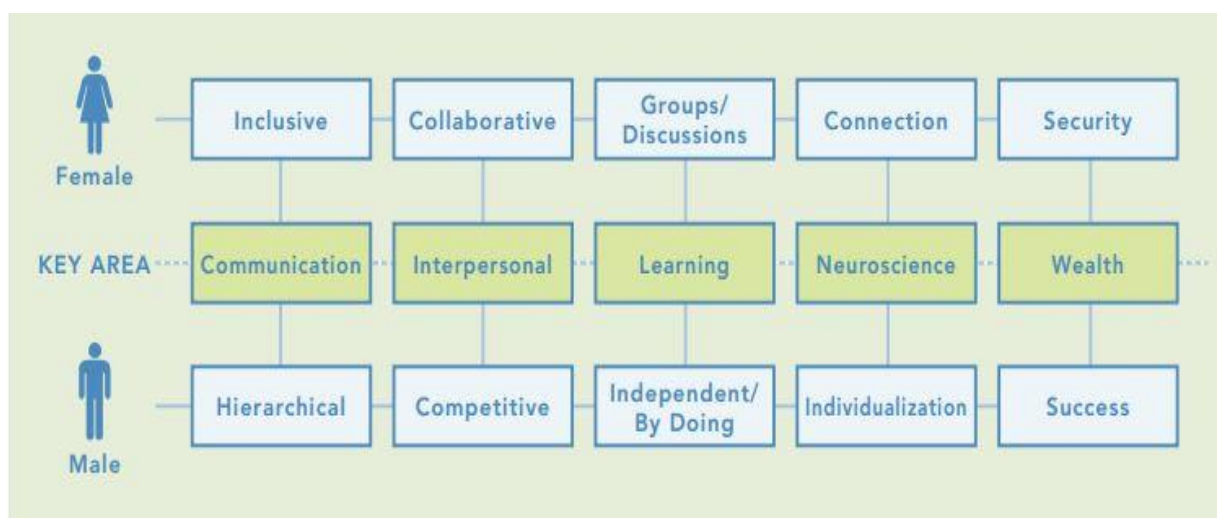 Inclusive
Collaborative
Groups/
Discussions
Connection
Security
Female
KEY AREA
Communication
Interpersonal
Learning
Neuroscience
Wealth
Hierarchical
Competitive
Independent/
By Doing
Individualization
Success
Male